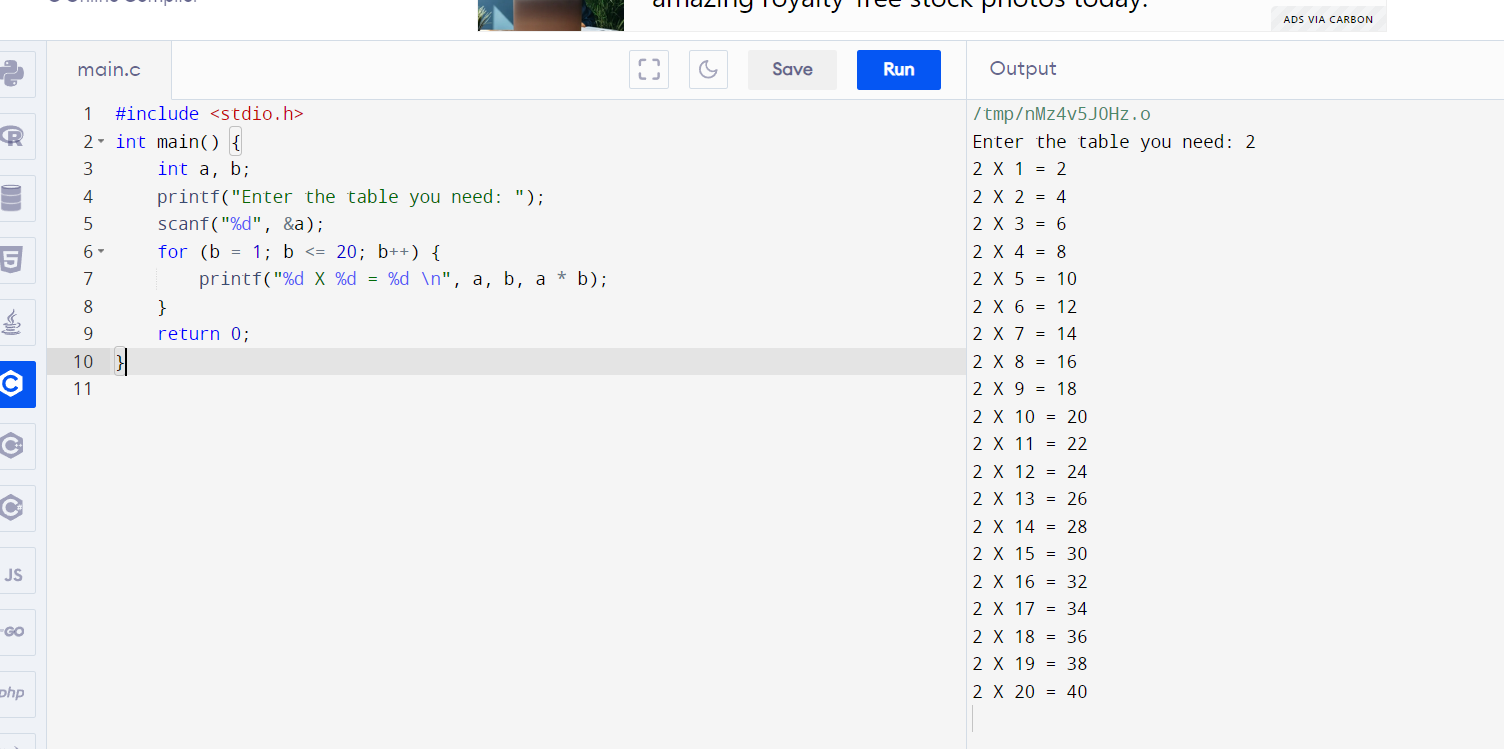 amazing royalty-free stock photos today.
ADS VIA CARBON
main.c
Save
Run
Output
1 #include <stdio.h>
2 int main() {
3     int a, b;
4     printf("Enter the table you need: ");
5     scanf("%d", &a);
6     for (b = 1; b <= 20; b++) {
7         printf("%d X %d = %d \n", a, b, a * b);
8     }
9     return 0;
10 }
11
/tmp/nMz4v5J0Hz.o
Enter the table you need: 2
2 X 1 = 2
2 X 2 = 4
2 X 3 = 6
2 X 4 = 8
2 X 5 = 10
2 X 6 = 12
2 X 7 = 14
2 X 8 = 16
2 X 9 = 18
2 X 10 = 20
2 X 11 = 22
2 X 12 = 24
2 X 13 = 26
2 X 14 = 28
2 X 15 = 30
2 X 16 = 32
2 X 17 = 34
2 X 18 = 36
2 X 19 = 38
2 X 20 = 40
R
5
C
C
C#
JS
GO
php